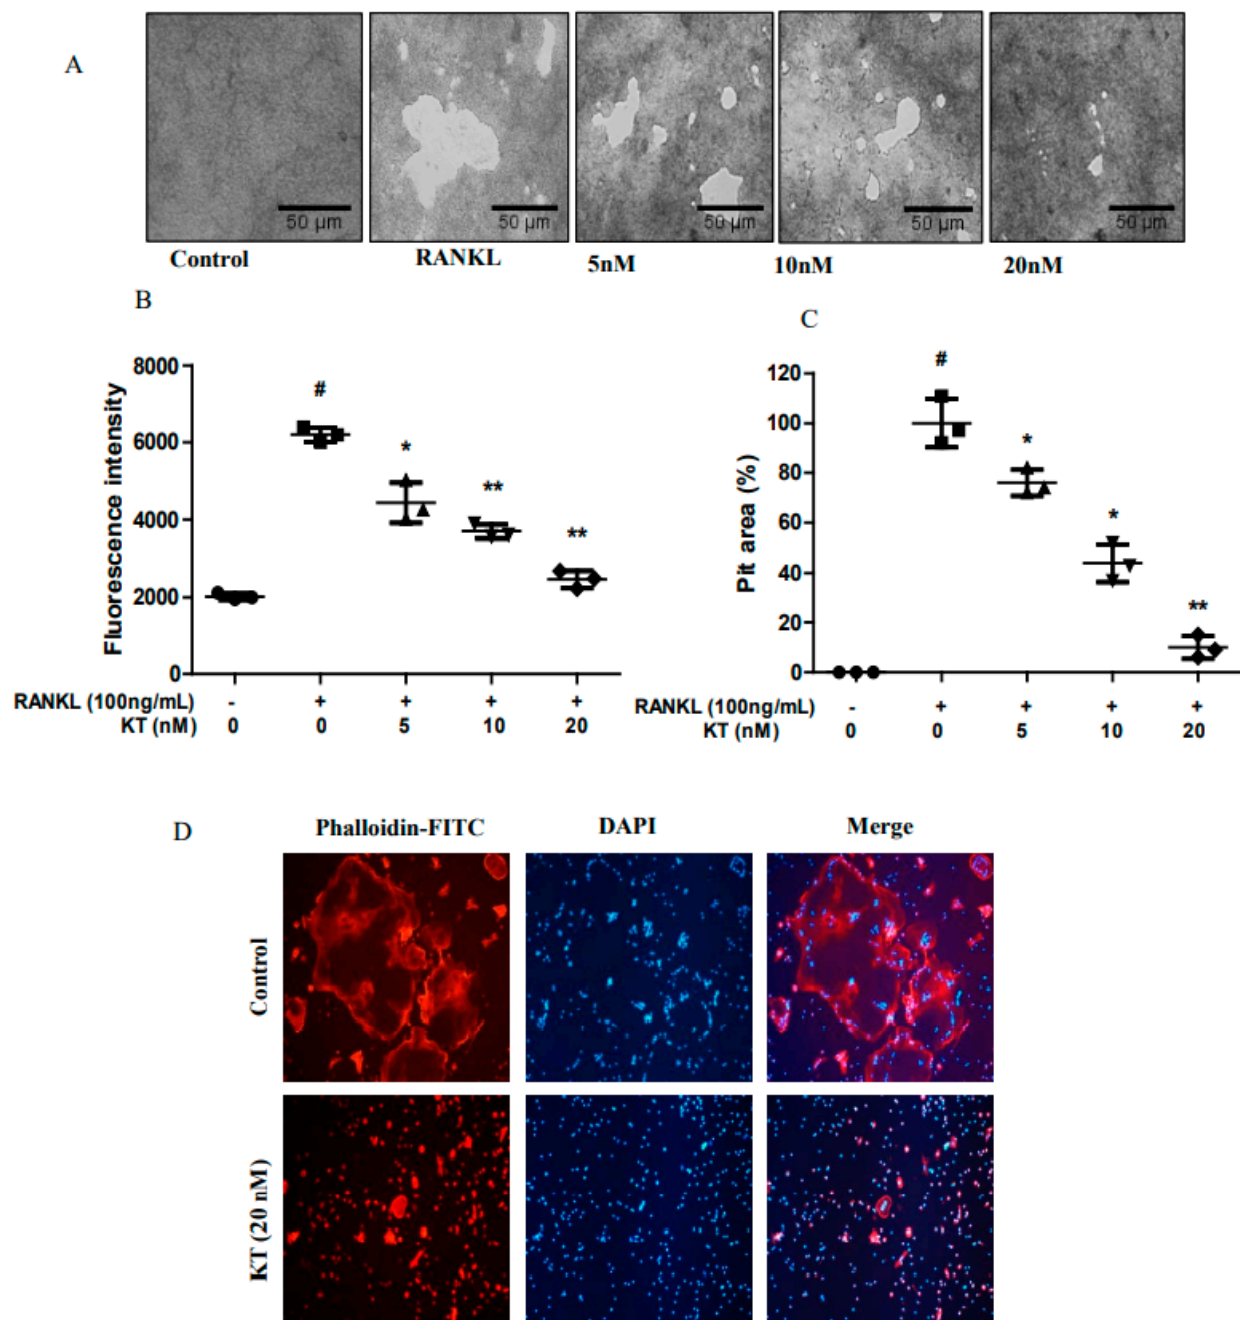 A
50 µm
50 µm
50 µm
50 µm
50 µm
Control
RANKL
5nM
10nM
20nM
B
8000
6000
4000
2000
0
Fluorescence intensity
#
*
**
**
RANKL (100ng/mL) - + + + +
KT (nM) 0 0 5 10 20
C
120
100
80
60
40
20
0
Pit area (%)
#
*
*
**
RANKL (100ng/mL) - + + + +
KT (nM) 0 0 5 10 20
D
Phalloidin-FITC
DAPI
Merge
Control
KT (20 nM)